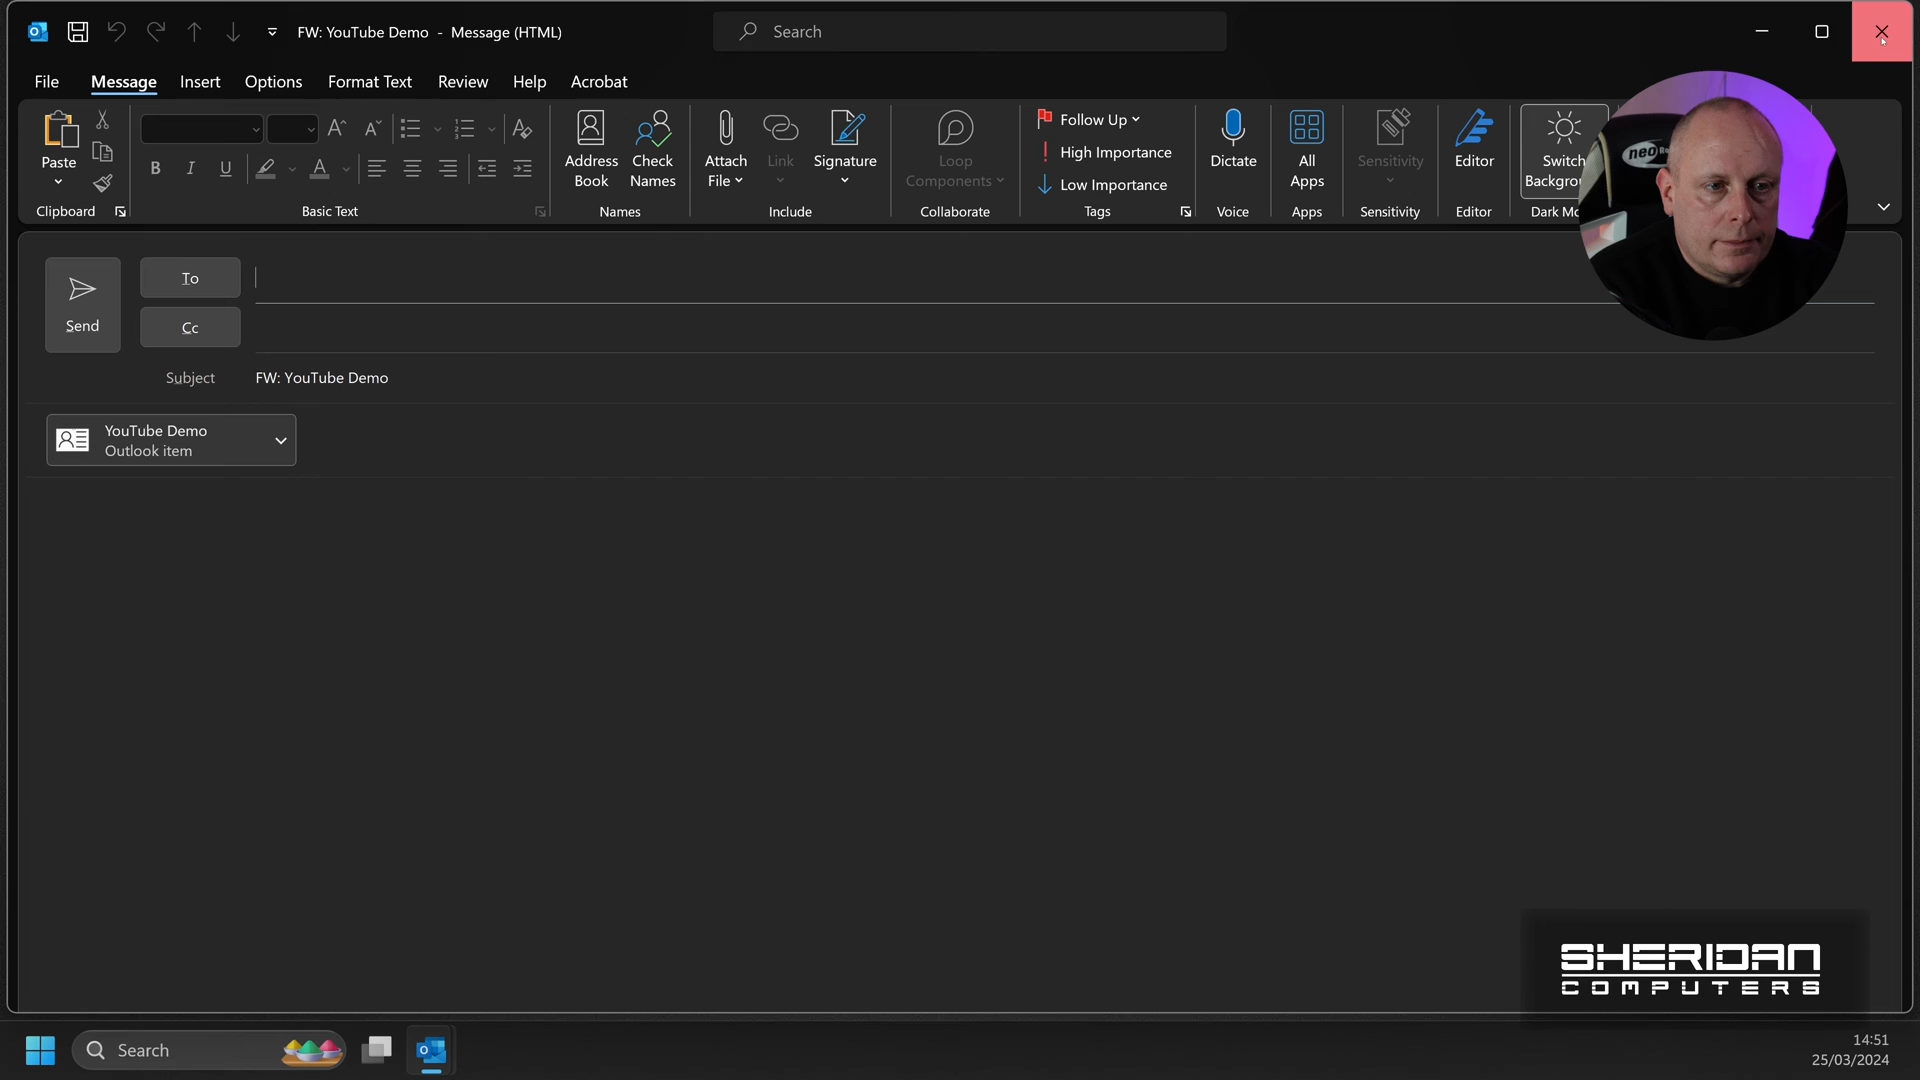 FW: YouTube Demo - Message (HTML)
Search
File Message Insert Options Format Text Review Help Acrobat
Paste
Clipboard
B I U
Basic Text
Address Book
Check Names
Names
Attach File
Link
Signature
Include
Loop Components
Collaborate
Follow Up
High Importance
Low Importance
Tags
Dictate
Voice
All Apps
Apps
Sensitivity
Sensitivity
Editor
Editor
Switch
Backgrou
Dark Mo
neo
Send
To
Cc
Subject
FW: YouTube Demo
YouTube Demo
Outlook item
SHERIDAN
COMPUTERS
Search
14:51
25/03/2024